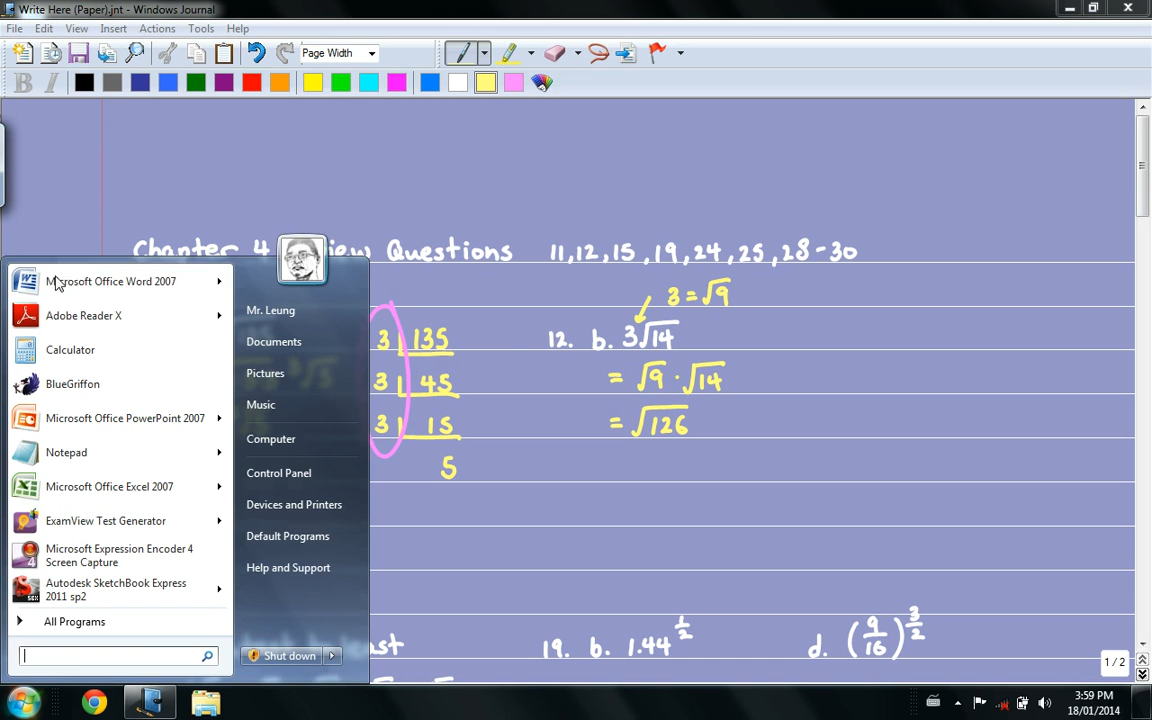 Write Here (Paper).jnt - Windows Journal
File Edit View Insert Actions Tools Help
Page Width
B I
Chapter 4 view Questions 11,12,15,19,24,25,28-30
3 = √9
3 135
12. b. 3√14
3 45
= √9 · √14
3 15
= √126
5
19. b. 1.44^(1/2)
d. (9/16)^(3/2)
Microsoft Office Word 2007
Adobe Reader X
Calculator
BlueGriffon
Microsoft Office PowerPoint 2007
Notepad
Microsoft Office Excel 2007
ExamView Test Generator
Microsoft Expression Encoder 4
Screen Capture
Autodesk SketchBook Express
2011 sp2
All Programs
Mr. Leung
Documents
Pictures
Music
Computer
Control Panel
Devices and Printers
Default Programs
Help and Support
Shut down
1 / 2
3:59 PM
18/01/2014